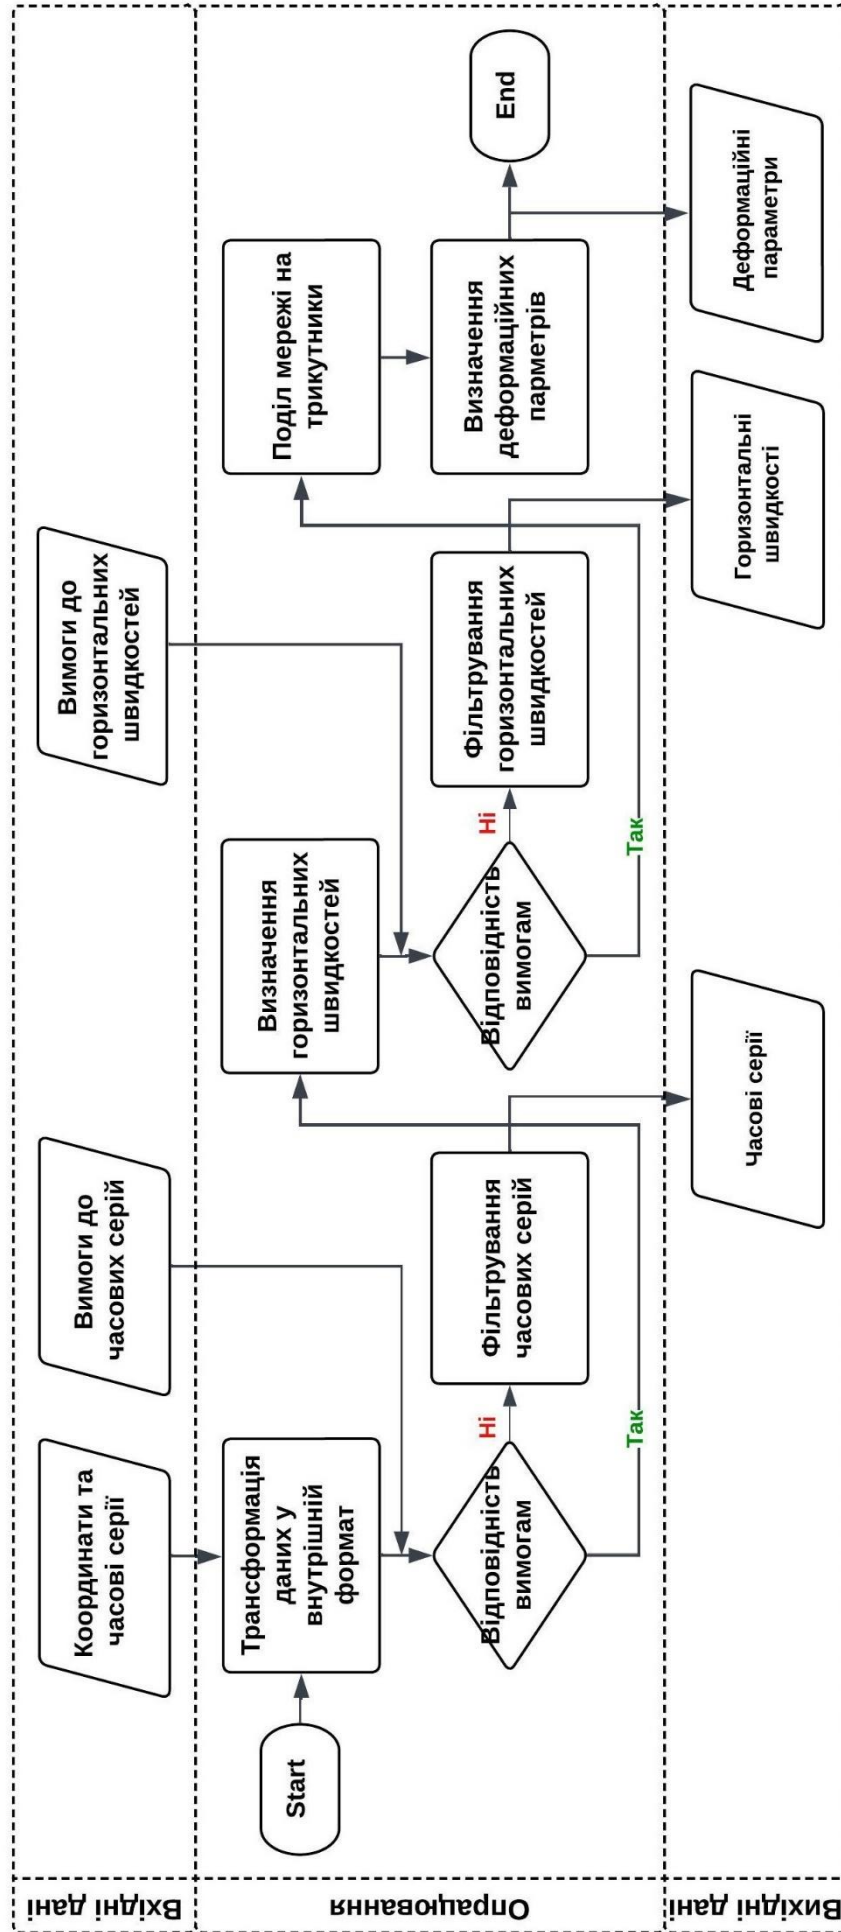 Вхідні дані
Координати та
часові серії
Вимоги до
часових серій
Вимоги до
горизонтальних
швидкостей
Опрацювання
Start
Трансформація
даних у
внутрішній
формат
Відповідність
вимогам
Ні
Так
Фільтрування
часових серій
Визначення
горизонтальних
швидкостей
Відповідність
вимогам
Ні
Так
Фільтрування
горизонтальних
швидкостей
Поділ мережі на
трикутники
Визначення
деформаційних
парметрів
End
Вихідні дані
Часові серії
Горизонтальні
швидкості
Деформаційні
параметри